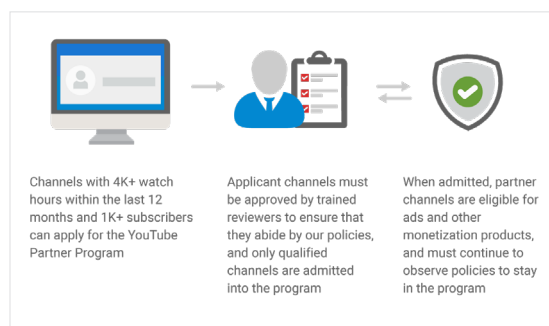 Channels with 4K+ watch
hours within the last 12
months and 1K+ subscribers
can apply for the YouTube
Partner Program
Applicant channels must
be approved by trained
reviewers to ensure that
they abide by our policies,
and only qualified
channels are admitted
into the program
When admitted, partner
channels are eligible for
ads and other
monetization products,
and must continue to
observe policies to stay
in the program